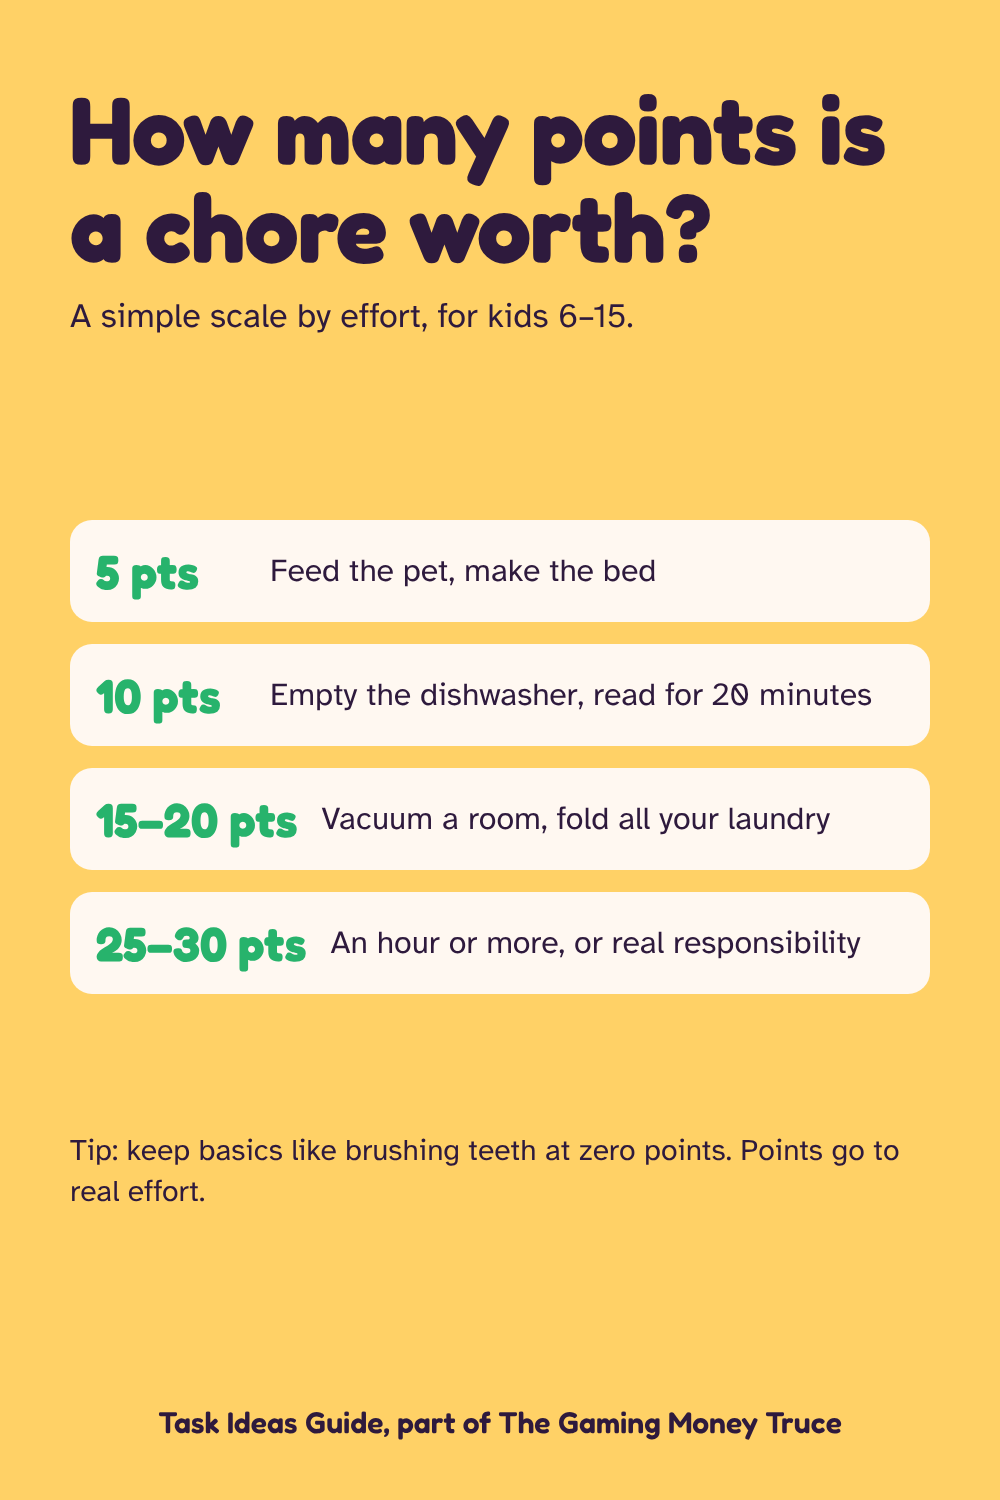 How many points is
a chore worth?
A simple scale by effort, for kids 6–15.
5 pts Feed the pet, make the bed
10 pts Empty the dishwasher, read for 20 minutes
15–20 pts Vacuum a room, fold all your laundry
25–30 pts An hour or more, or real responsibility
Tip: keep basics like brushing teeth at zero points. Points go to
real effort.
Task Ideas Guide, part of The Gaming Money Truce